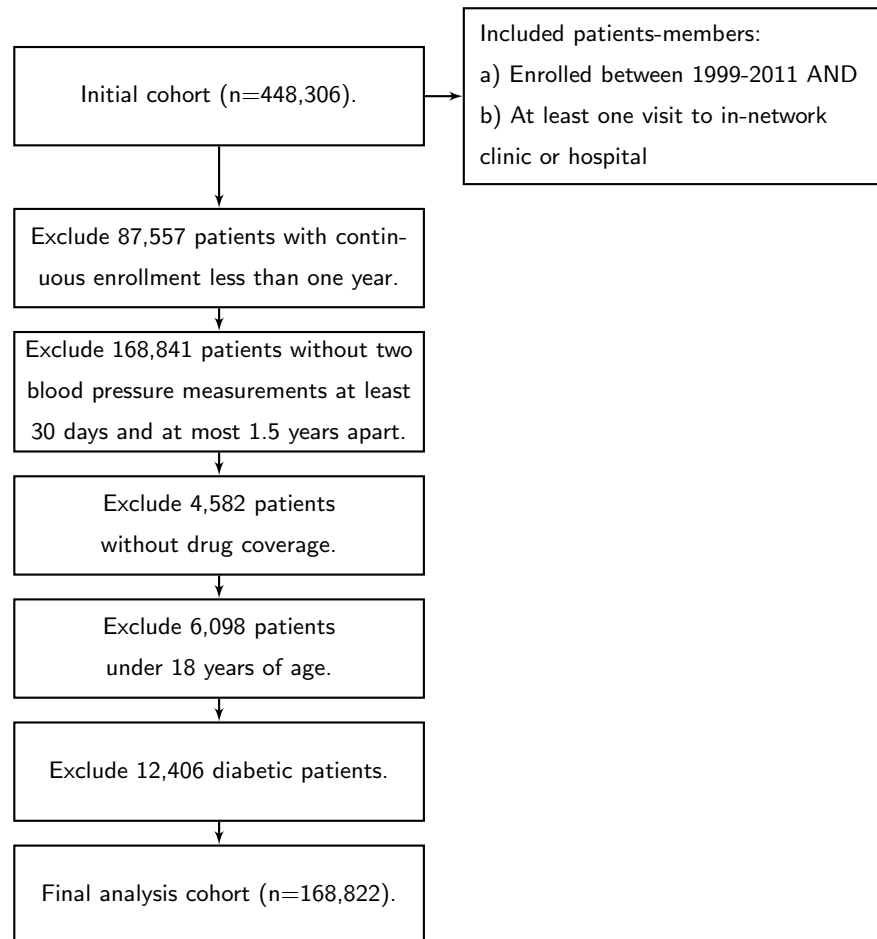 Initial cohort (n=448,306).
Included patients-members:
a) Enrolled between 1999-2011 AND
b) At least one visit to in-network
clinic or hospital
Exclude 87,557 patients with contin-
uous enrollment less than one year.
Exclude 168,841 patients without two
blood pressure measurements at least
30 days and at most 1.5 years apart.
Exclude 4,582 patients
without drug coverage.
Exclude 6,098 patients
under 18 years of age.
Exclude 12,406 diabetic patients.
Final analysis cohort (n=168,822).